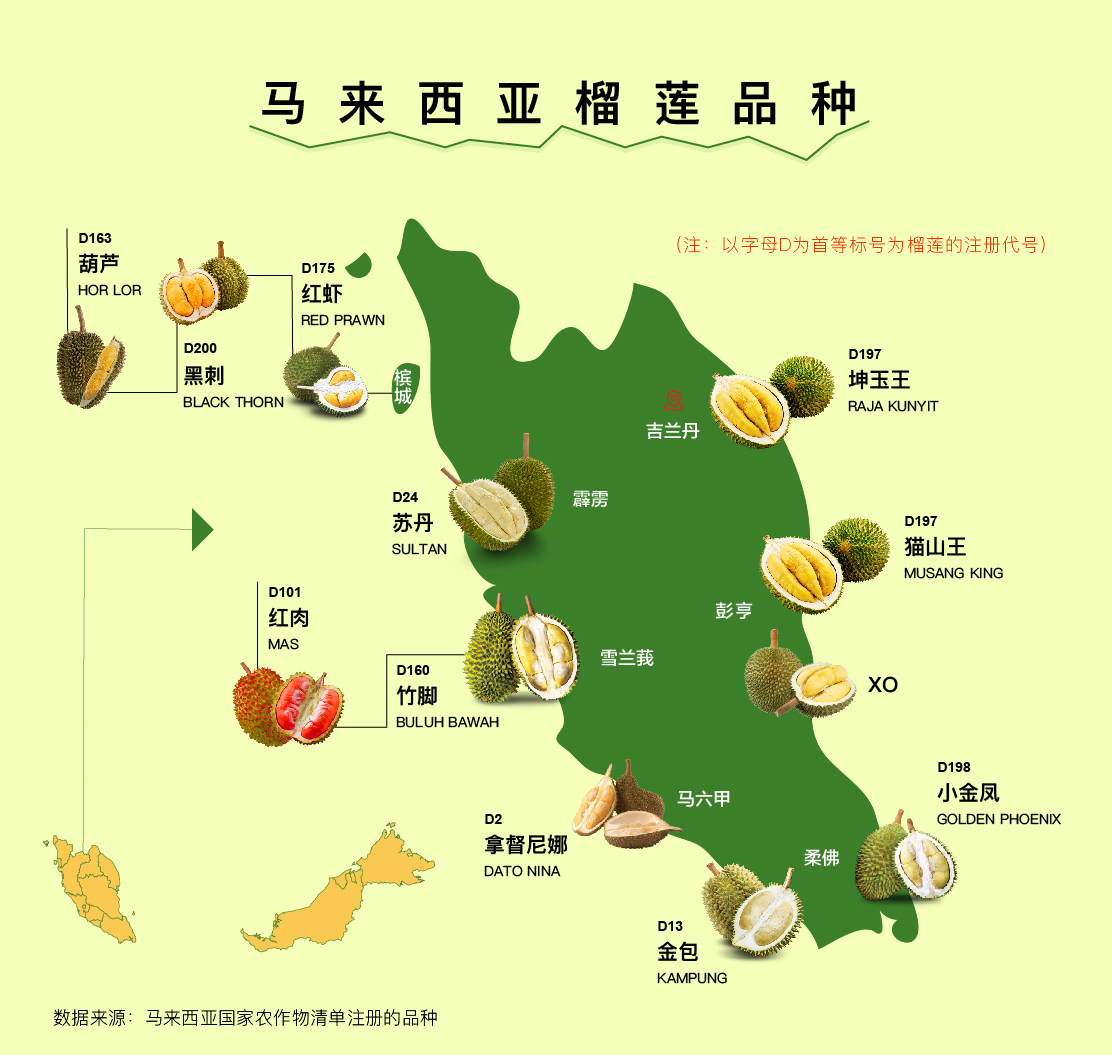 马来西亚榴莲品种
(注：以字母D为首等标号为榴莲的注册代号)
D163
葫芦
HOR LOR
D175
红虾
RED PRAWN
D200
黑刺
BLACK THORN
槟
城
D197
坤玉王
RAJA KUNYIT
吉兰丹
D24
苏丹
SULTAN
霹雳
D197
猫山王
MUSANG KING
彭亨
D101
红肉
MAS
D160
竹脚
BULUH BAWAH
雪兰莪
XO
D198
小金凤
GOLDEN PHOENIX
D2
拿督尼娜
DATO NINA
马六甲
柔佛
D13
金包
KAMPUNG
数据来源：马来西亚国家农作物清单注册的品种